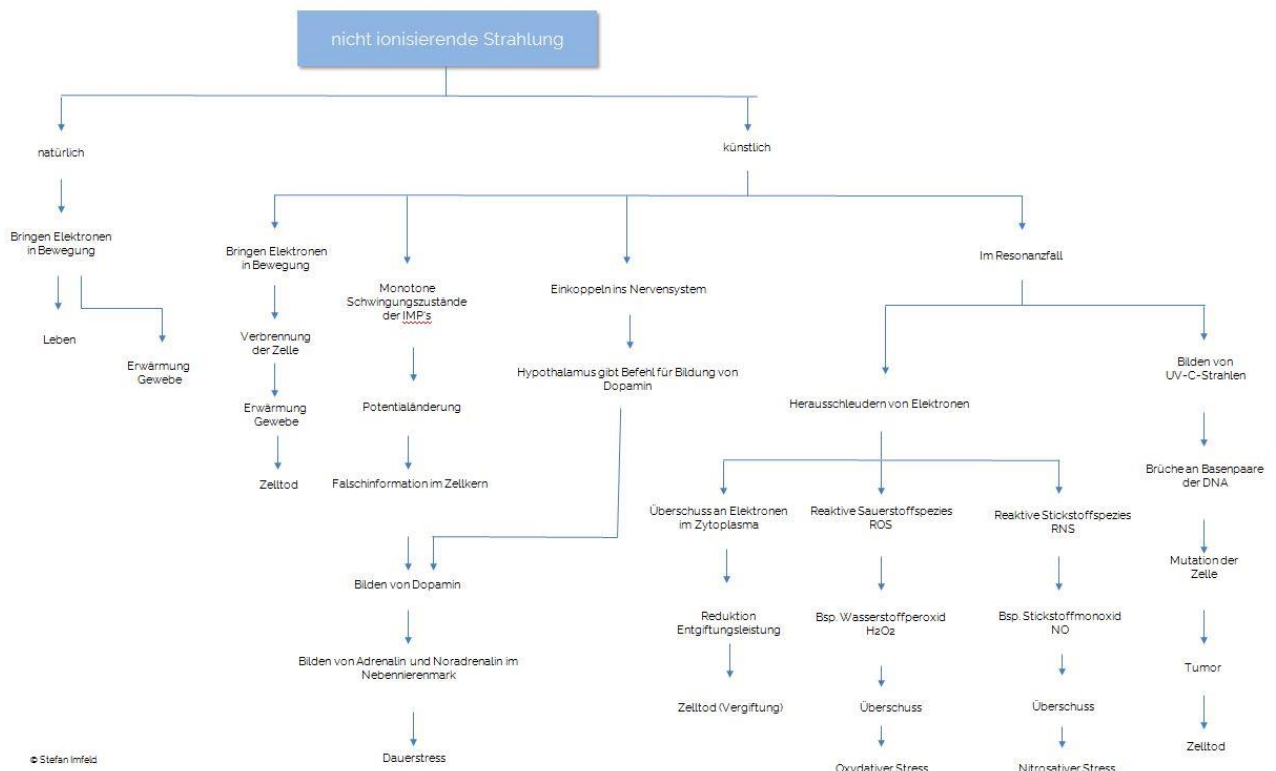 nicht ionisierende Strahlung
natürlich
künstlich
Bringen Elektronen
in Bewegung
Leben
Erwärmung
Gewebe
Bringen Elektronen
in Bewegung
Verbrennung
der Zelle
Erwärmung
Gewebe
Zelltod
Monotone
Schwingungszustände
der IMP's
Potentialänderung
Falschinformation im Zellkern
Einkoppeln ins Nervensystem
Hypothalamus gibt Befehl für Bildung von
Dopamin
Bilden von Dopamin
Bilden von Adrenalin und Noradrenalin im
Nebennierenmark
Dauerstress
Im Resonanzfall
Herausschleudern von Elektronen
Überschuss an Elektronen
im Zytoplasma
Reduktion
Entgiftungsleistung
Zelltod (Vergiftung)
Reaktive Sauerstoffspezies
ROS
Bsp. Wasserstoffperoxid
H2O2
Überschuss
Oxydativer Stress
Reaktive Stickstoffspezies
RNS
Bsp. Stickstoffmonoxid
NO
Überschuss
Nitrosativer Stress
Bilden von
UV-C-Strahlen
Brüche an Basenpaare
der DNA
Mutation der
Zelle
Tumor
Zelltod
© Stefan Imfeld